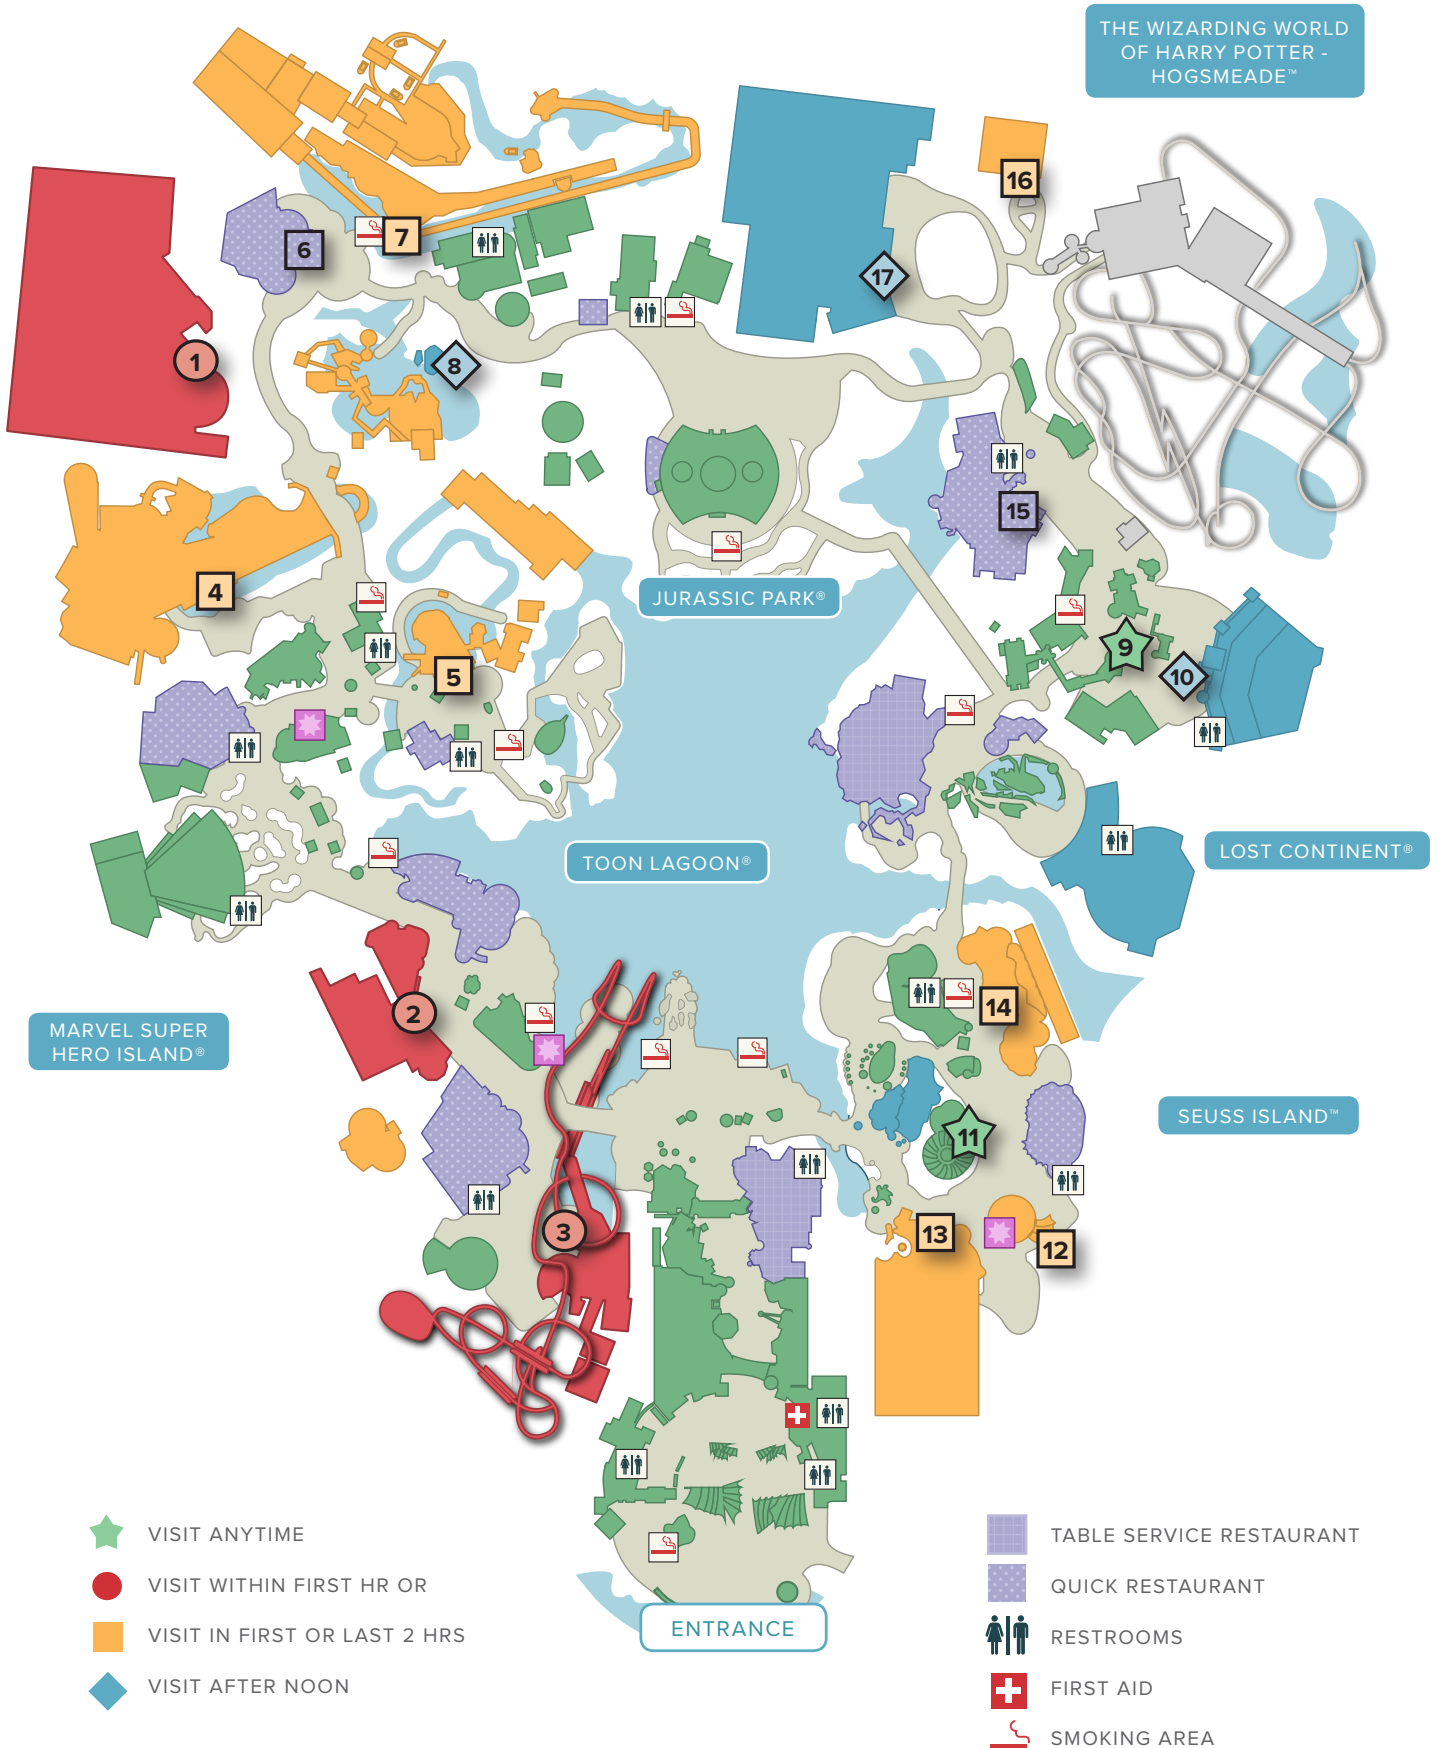 THE WIZARDING WORLD
OF HARRY POTTER -
HOGSMEADE™
16
7
6
17
1
8
15
4
JURASSIC PARK®
9
5
10
TOON LAGOON®
LOST CONTINENT®
14
2
MARVEL SUPER
HERO ISLAND®
SEUSS ISLAND™
11
3
13
12
VISIT ANYTIME
VISIT WITHIN FIRST HR OR
VISIT IN FIRST OR LAST 2 HRS
VISIT AFTER NOON
ENTRANCE
TABLE SERVICE RESTAURANT
QUICK RESTAURANT
RESTROOMS
FIRST AID
SMOKING AREA